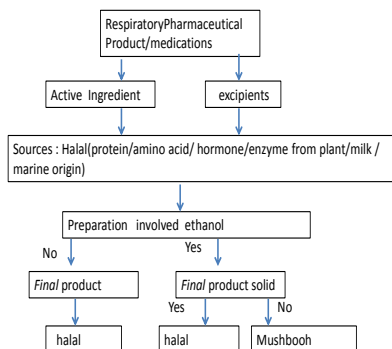 RespiratoryPharmaceutical
Product/medications
Active Ingredient
excipients
Sources : Halal(protein/amino acid/ hormone/enzyme from plant/milk /
marine origin)
Preparation involved ethanol
No
Yes
Final product
Final product solid
Yes
No
halal
halal
Mushbooh